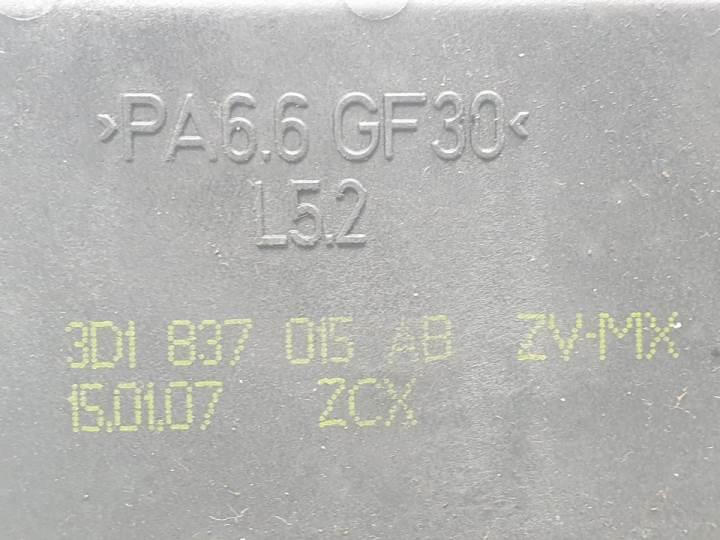 >PA6.6 GF30<
L5.2
3D1 837 015 AB ZV-MX
15.01.07 ZCX